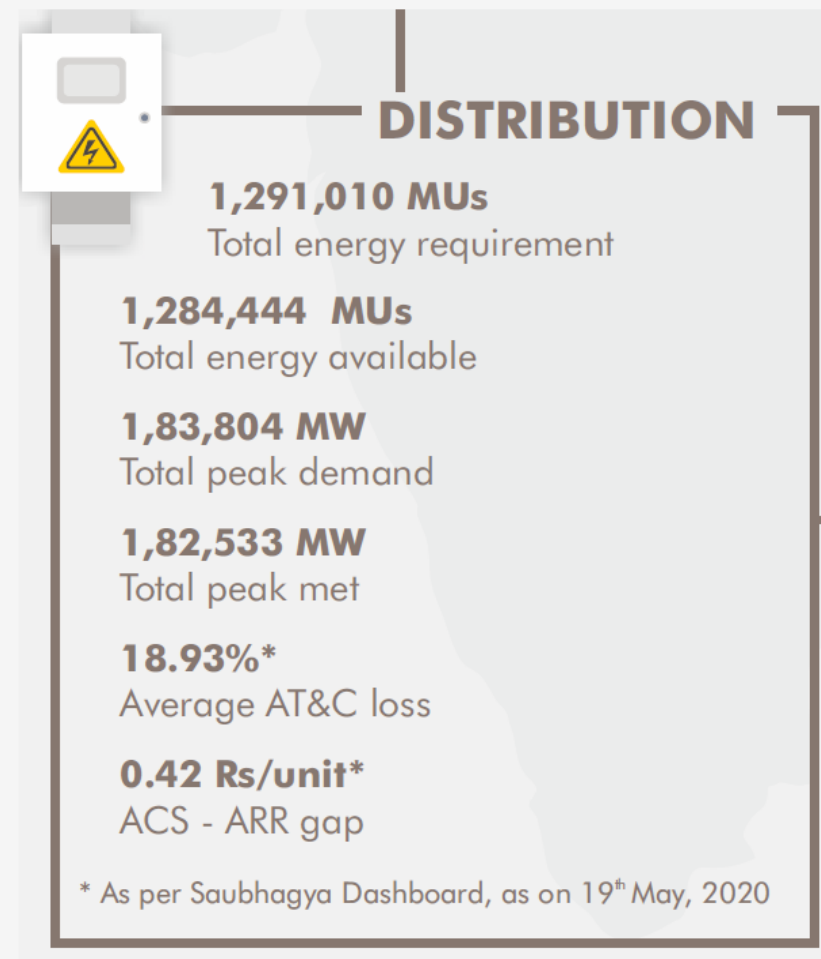 DISTRIBUTION
1,291,010 MUs
Total energy requirement
1,284,444 MUs
Total energy available
1,83,804 MW
Total peak demand
1,82,533 MW
Total peak met
18.93%*
Average AT&C loss
0.42 Rs/unit*
ACS - ARR gap
* As per Saubhagya Dashboard, as on 19th May, 2020